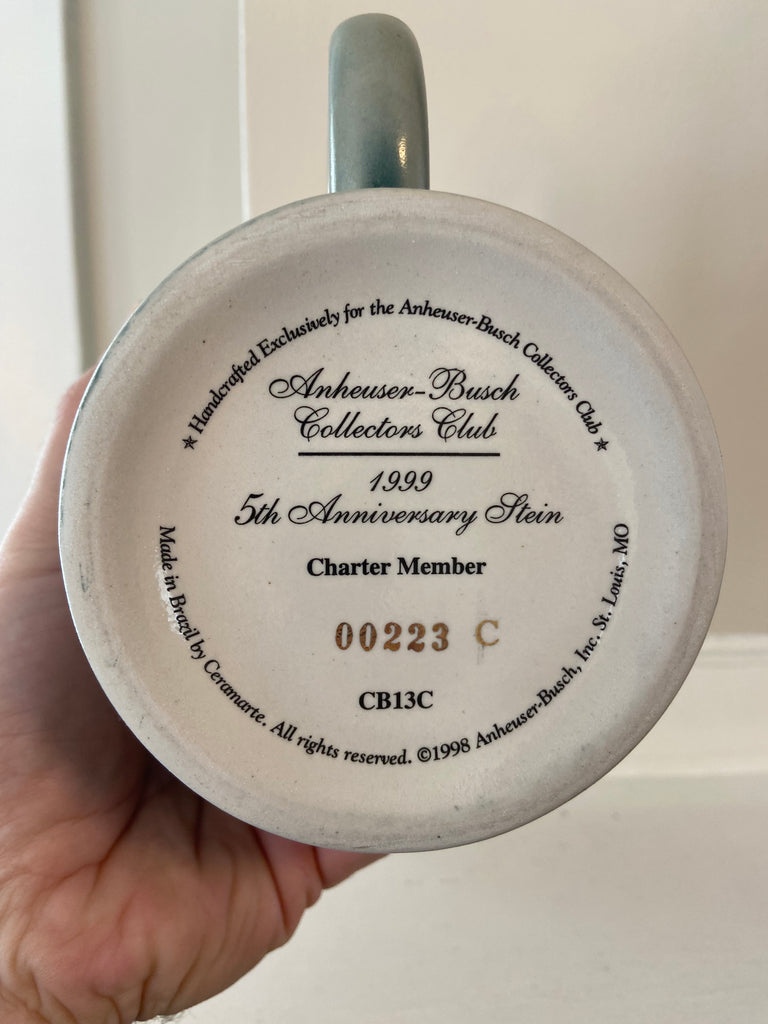 ★ Handcrafted Exclusively for the Anheuser-Busch Collectors Club ★
Anheuser-Busch
Collectors Club
1999
5th Anniversary Stein
Charter Member
00223 C
CB13C
Made in Brazil by Ceramarte. All rights reserved. ©1998 Anheuser-Busch, Inc. St. Louis, MO